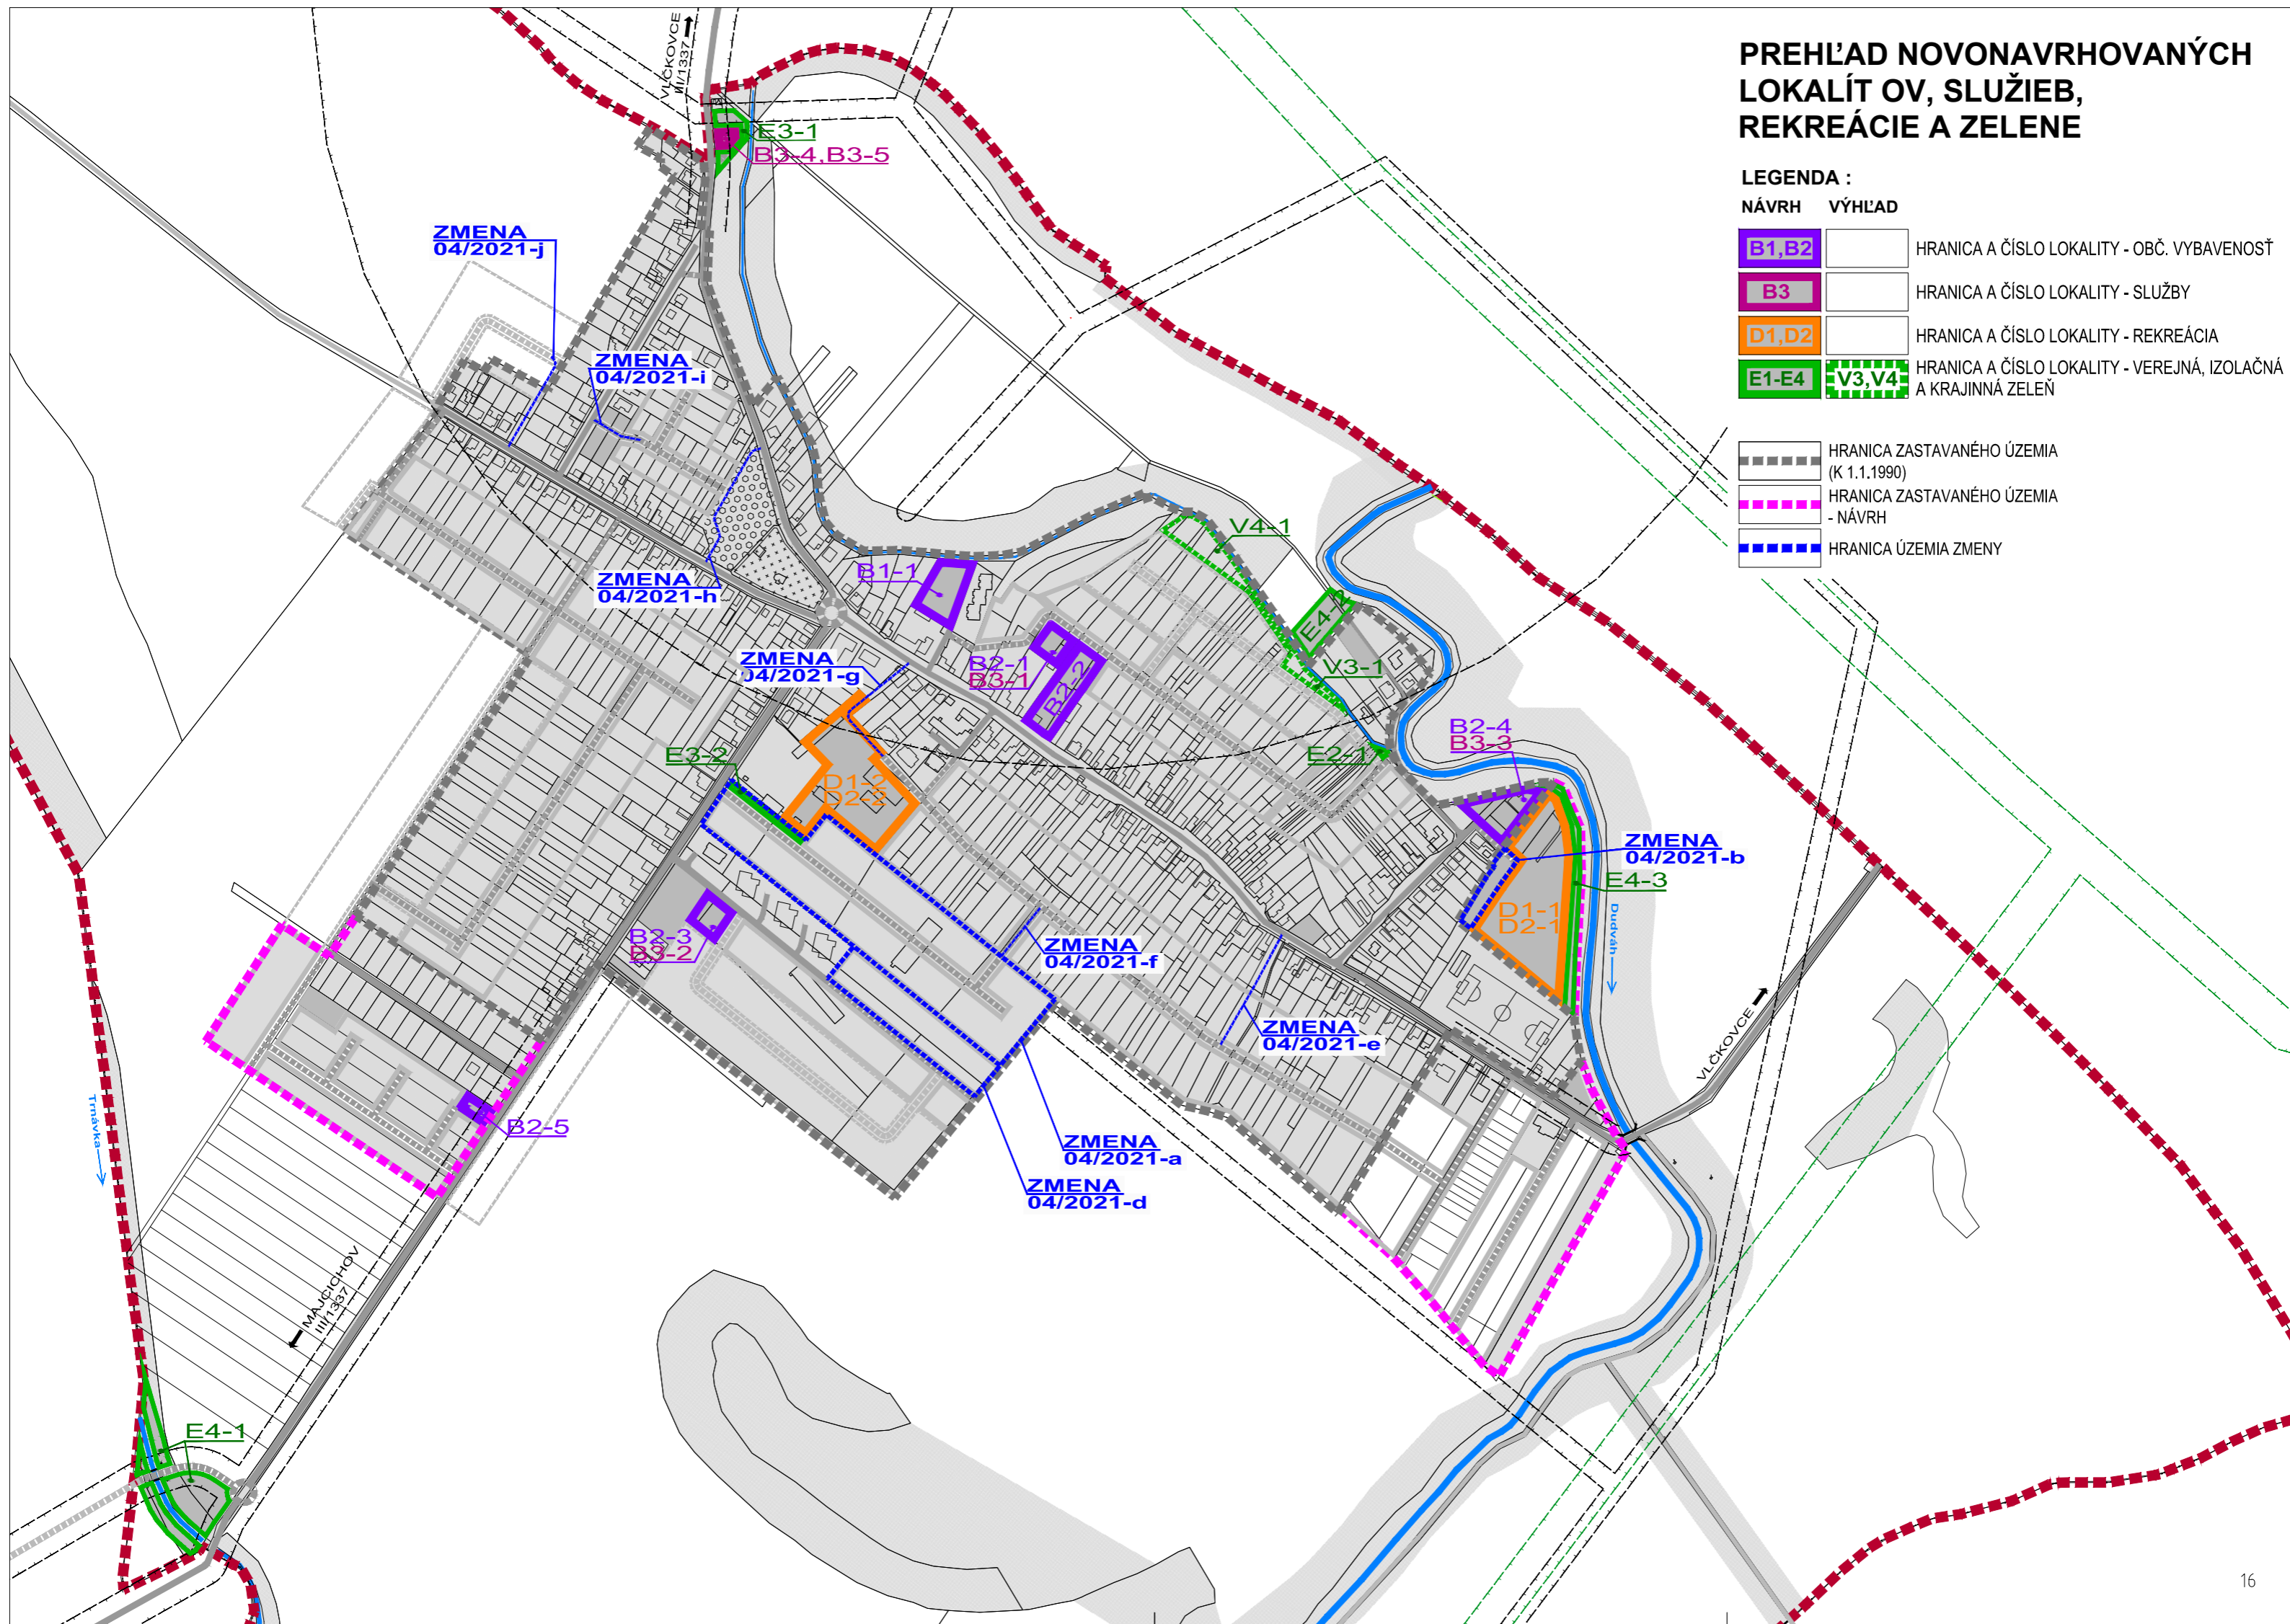 PREHĽAD NOVONAVRHOVANÝCH
LOKALÍT OV, SLUŽIEB,
REKREÁCIE A ZELENE
LEGENDA :
NÁVRH VÝHĽAD
B1,B2 HRANICA A ČÍSLO LOKALITY - OBČ. VYBAVENOSŤ
B3 HRANICA A ČÍSLO LOKALITY - SLUŽBY
D1,D2 HRANICA A ČÍSLO LOKALITY - REKREÁCIA
E1-E4 V3,V4 HRANICA A ČÍSLO LOKALITY - VEREJNÁ, IZOLAČNÁ
A KRAJINNÁ ZELEŇ
HRANICA ZASTAVANÉHO ÚZEMIA
(K 1.1.1990)
HRANICA ZASTAVANÉHO ÚZEMIA
- NÁVRH
HRANICA ÚZEMIA ZMENY
VLČKOVCE
III/1337
E3-1
B3-4,B3-5
ZMENA
04/2021-j
ZMENA
04/2021-i
ZMENA
04/2021-h
V4-1
B1-1
E4-2
ZMENA
04/2021-g
B2-1
B3-1
B2-2
V3-1
E3-2
D1-2
D2-2
E2-1
B2-4
B3-3
ZMENA
04/2021-b
E4-3
D1-1
D2-1
Dudváh
B2-3
B3-2
ZMENA
04/2021-f
ZMENA
04/2021-e
VLČKOVCE
Trnávka
B2-5
ZMENA
04/2021-a
ZMENA
04/2021-d
MAJCICHOV
III/1337
E4-1
16